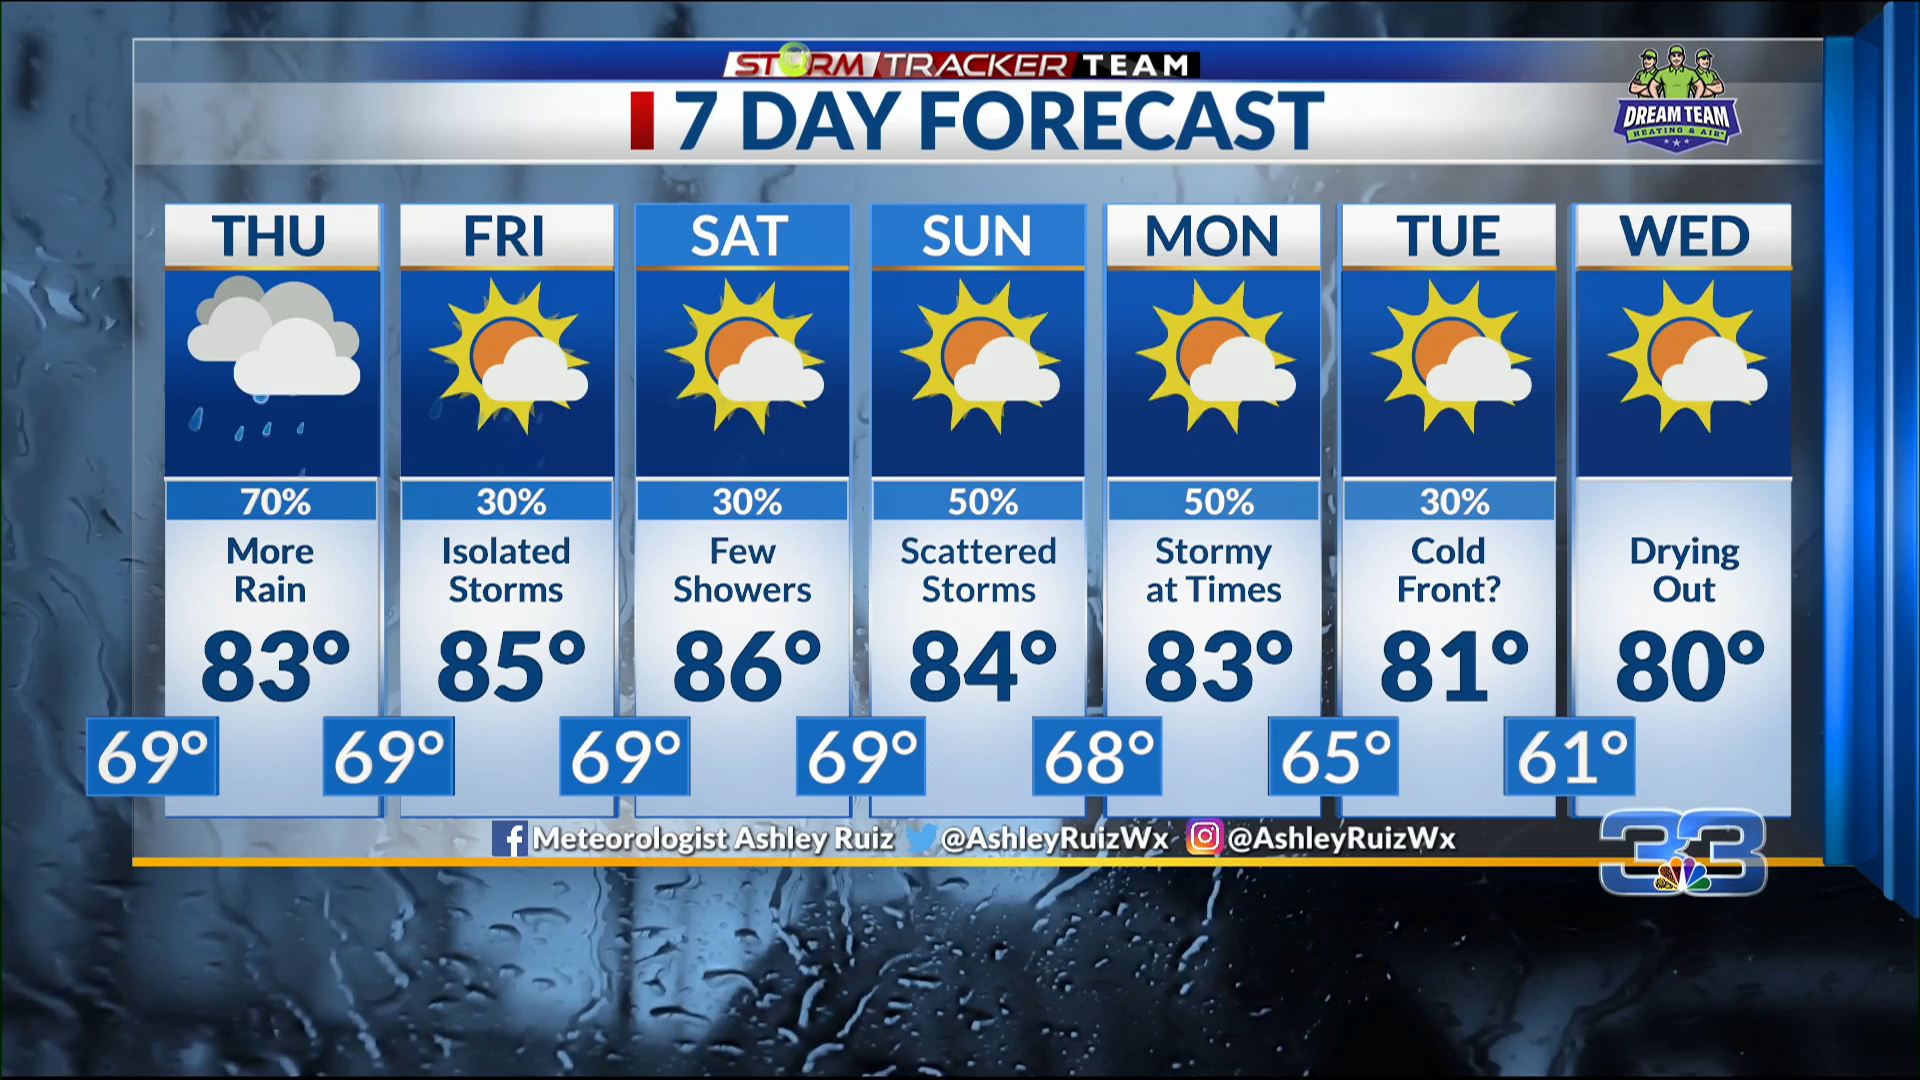 STORM TRACKER TEAM
7 DAY FORECAST
DREAM TEAM
HEATING & AIR
THU FRI SAT SUN MON TUE WED
70% 30% 30% 50% 50% 30%
More Isolated Few Scattered Stormy Cold Drying
Rain Storms Showers Storms at Times Front? Out
83° 85° 86° 84° 83° 81° 80°
69° 69° 69° 69° 68° 65° 61°
f Meteorologist Ashley Ruiz @AshleyRuizWx @AshleyRuizWx
33